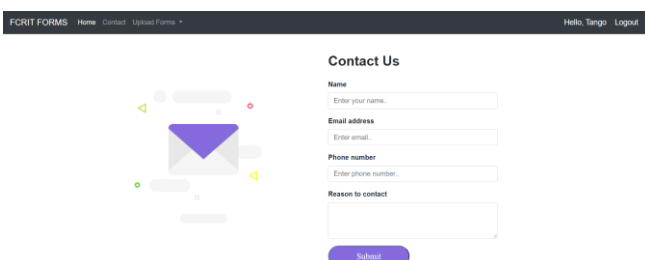 FCRIT FORMS Home Contact Upload Forms Hello, Tango Logout
Contact Us
Name
Enter your name..
Email address
Enter email..
Phone number
Enter phone number..
Reason to contact
Submit